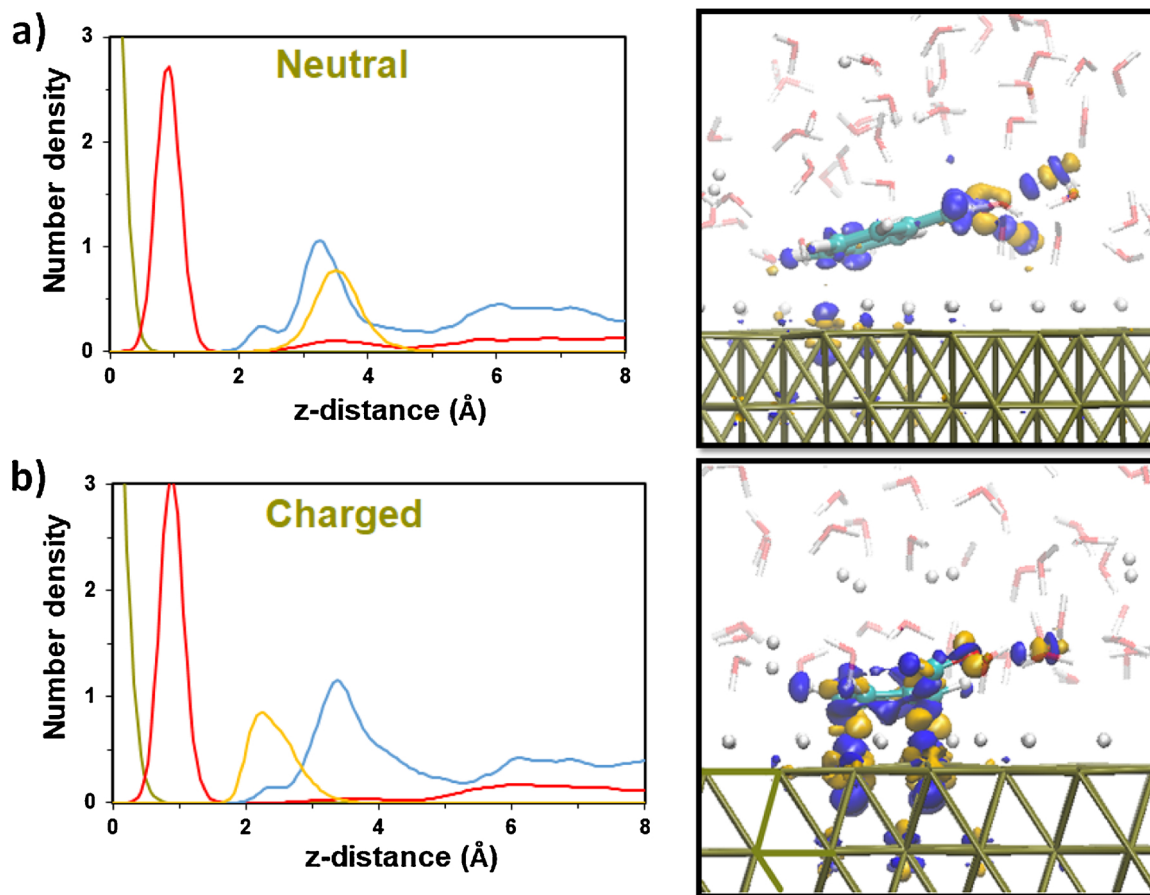 a)
Neutral
Number density
3
2
1
0
0 2 4 6 8
z-distance (Å)
b)
Charged
Number density
3
2
1
0
0 2 4 6 8
z-distance (Å)